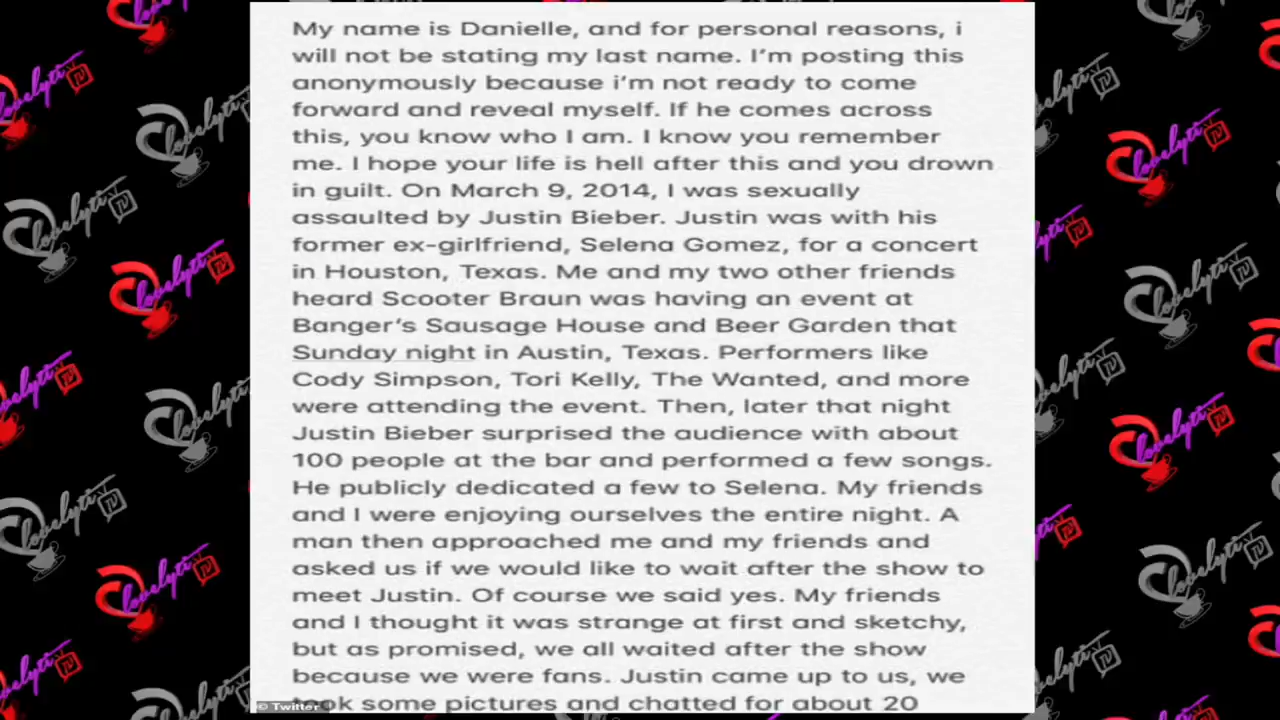 My name is Danielle, and for personal reasons, i
will not be stating my last name. I'm posting this
anonymously because i'm not ready to come
forward and reveal myself. If he comes across
this, you know who I am. I know you remember
me. I hope your life is hell after this and you drown
in guilt. On March 9, 2014, I was sexually
assaulted by Justin Bieber. Justin was with his
former ex-girlfriend, Selena Gomez, for a concert
in Houston, Texas. Me and my two other friends
heard Scooter Braun was having an event at
Banger's Sausage House and Beer Garden that
Sunday night in Austin, Texas. Performers like
Cody Simpson, Tori Kelly, The Wanted, and more
were attending the event. Then, later that night
Justin Bieber surprised the audience with about
100 people at the bar and performed a few songs.
He publicly dedicated a few to Selena. My friends
and I were enjoying ourselves the entire night. A
man then approached me and my friends and
asked us if we would like to wait after the show to
meet Justin. Of course we said yes. My friends
and I thought it was strange at first and sketchy,
but as promised, we all waited after the show
because we were fans. Justin came up to us, we
took some pictures and chatted for about 20
© Twitter
lovelyti